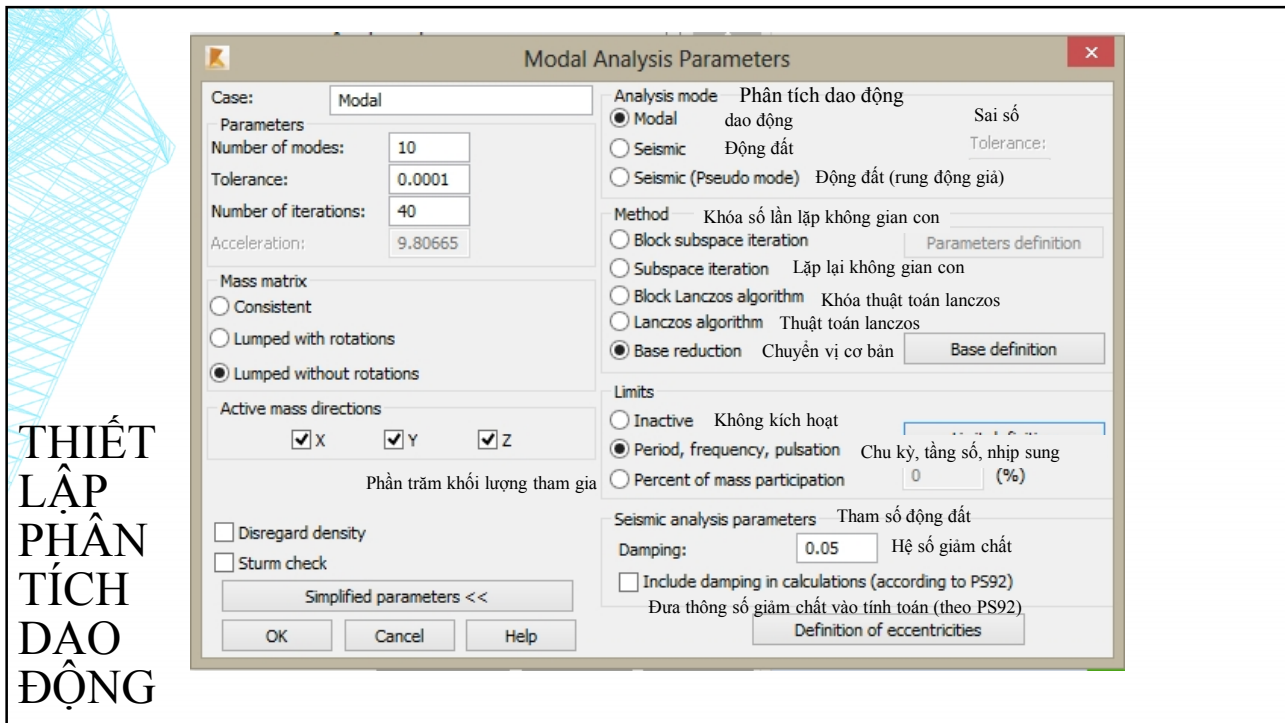 THIẾT
LẬP
PHÂN
TÍCH
DAO
ĐỘNG
Modal Analysis Parameters
Case: Modal
Parameters
Number of modes: 10
Tolerance: 0.0001
Number of iterations: 40
Acceleration: 9.80665
Mass matrix
Consistent
Lumped with rotations
Lumped without rotations
Active mass directions
X Y Z
Phần trăm khối lượng tham gia
Disregard density
Sturm check
Simplified parameters <<
OK Cancel Help
Analysis mode Phân tích dao động
Modal dao động Sai số
Seismic Động đất Tolerance:
Seismic (Pseudo mode) Động đất (rung động giả)
Method Khóa số lần lặp không gian con
Block subspace iteration Parameters definition
Subspace iteration Lặp lại không gian con
Block Lanczos algorithm Khóa thuật toán lanczos
Lanczos algorithm Thuật toán lanczos
Base reduction Chuyển vị cơ bản Base definition
Limits
Inactive Không kích hoạt
Period, frequency, pulsation Chu kỳ, tầng số, nhịp sung
Percent of mass participation 0 (%)
Seismic analysis parameters Tham số động đất
Damping: 0.05 Hệ số giảm chất
Include damping in calculations (according to PS92)
Đưa thông số giảm chất vào tính toán (theo PS92)
Definition of eccentricities